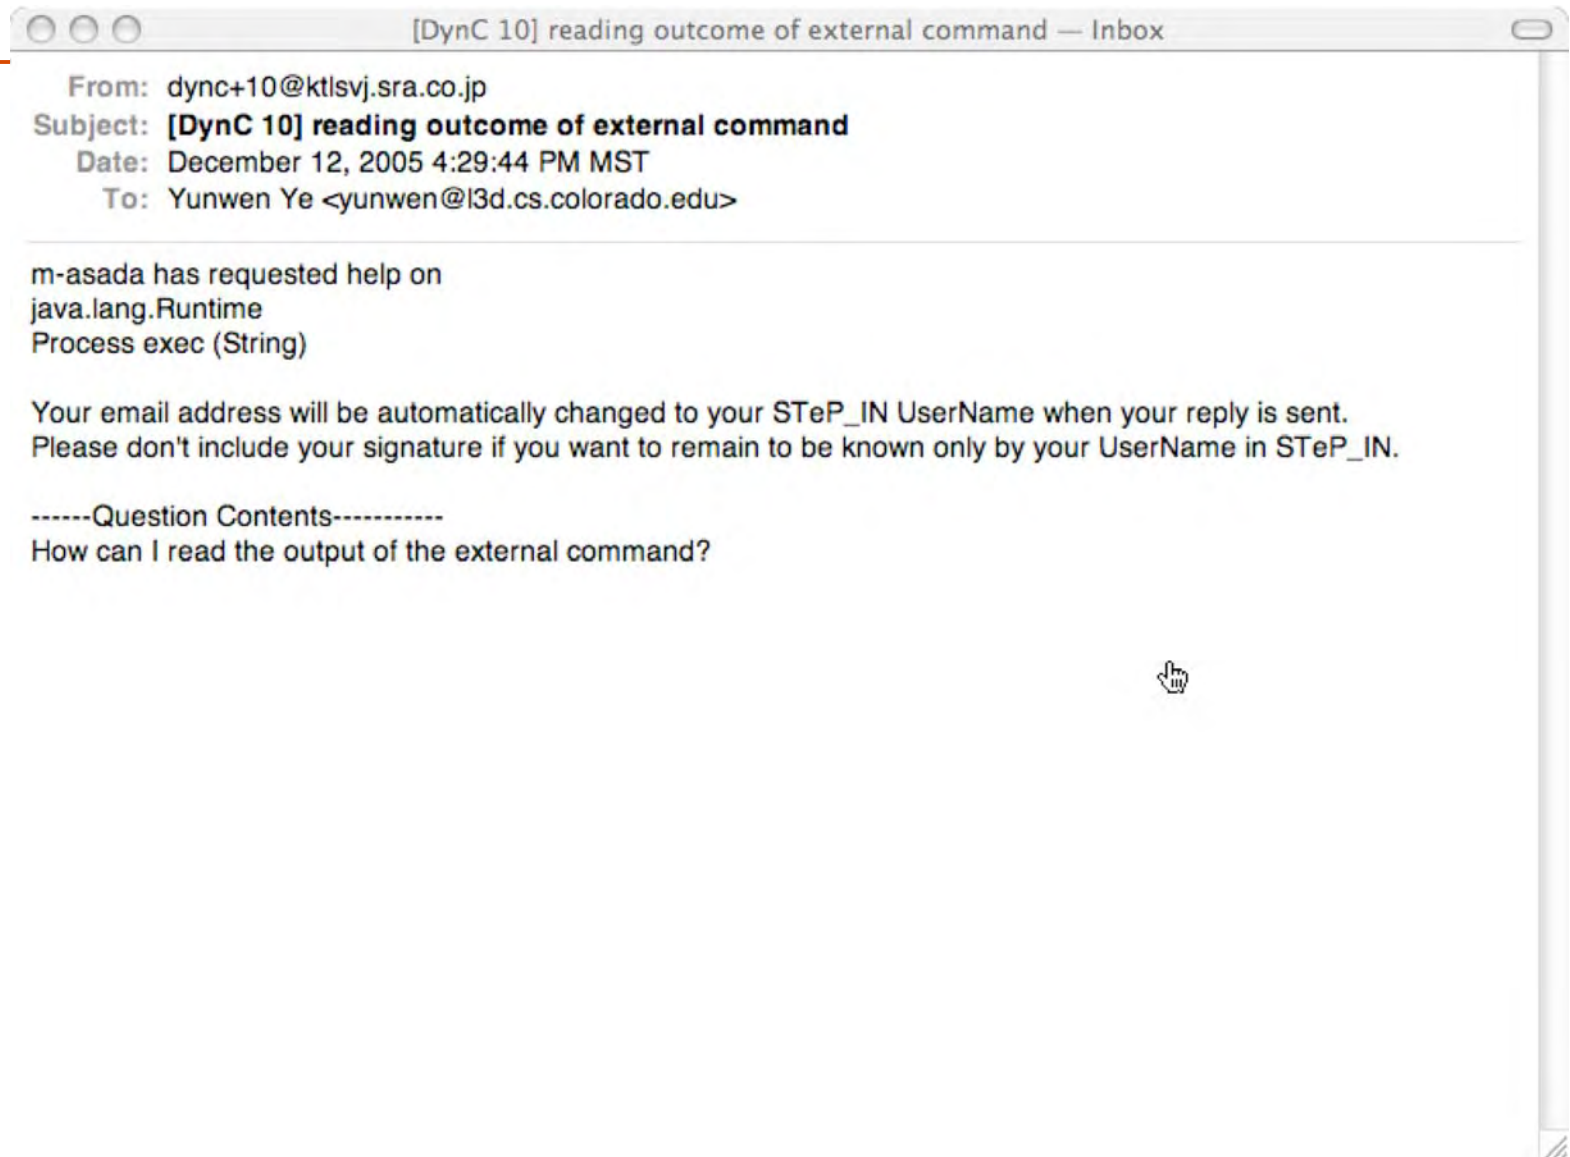 [DynC 10] reading outcome of external command — Inbox
From: dync+10@ktlsvj.sra.co.jp
Subject: [DynC 10] reading outcome of external command
Date: December 12, 2005 4:29:44 PM MST
To: Yunwen Ye <yunwen@l3d.cs.colorado.edu>
m-asada has requested help on
java.lang.Runtime
Process exec (String)
Your email address will be automatically changed to your STeP_IN UserName when your reply is sent.
Please don't include your signature if you want to remain to be known only by your UserName in STeP_IN.
------Question Contents-----------
How can I read the output of the external command?